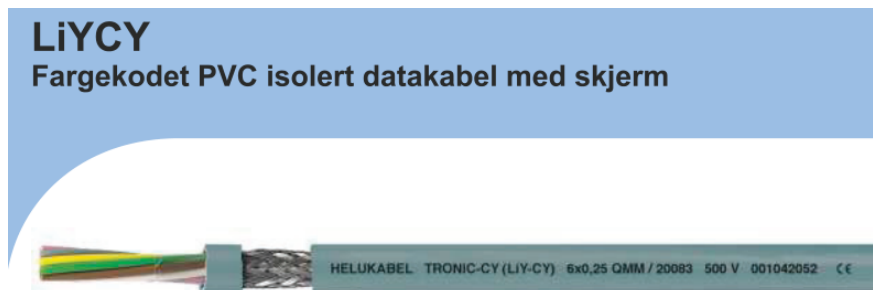 LiYCY
Fargekodet PVC isolert datakabel med skjerm
HELUKABEL TRONIC-CY (LiY-CY) 6x0,25 QMM / 20083 500 V 001042052 CE